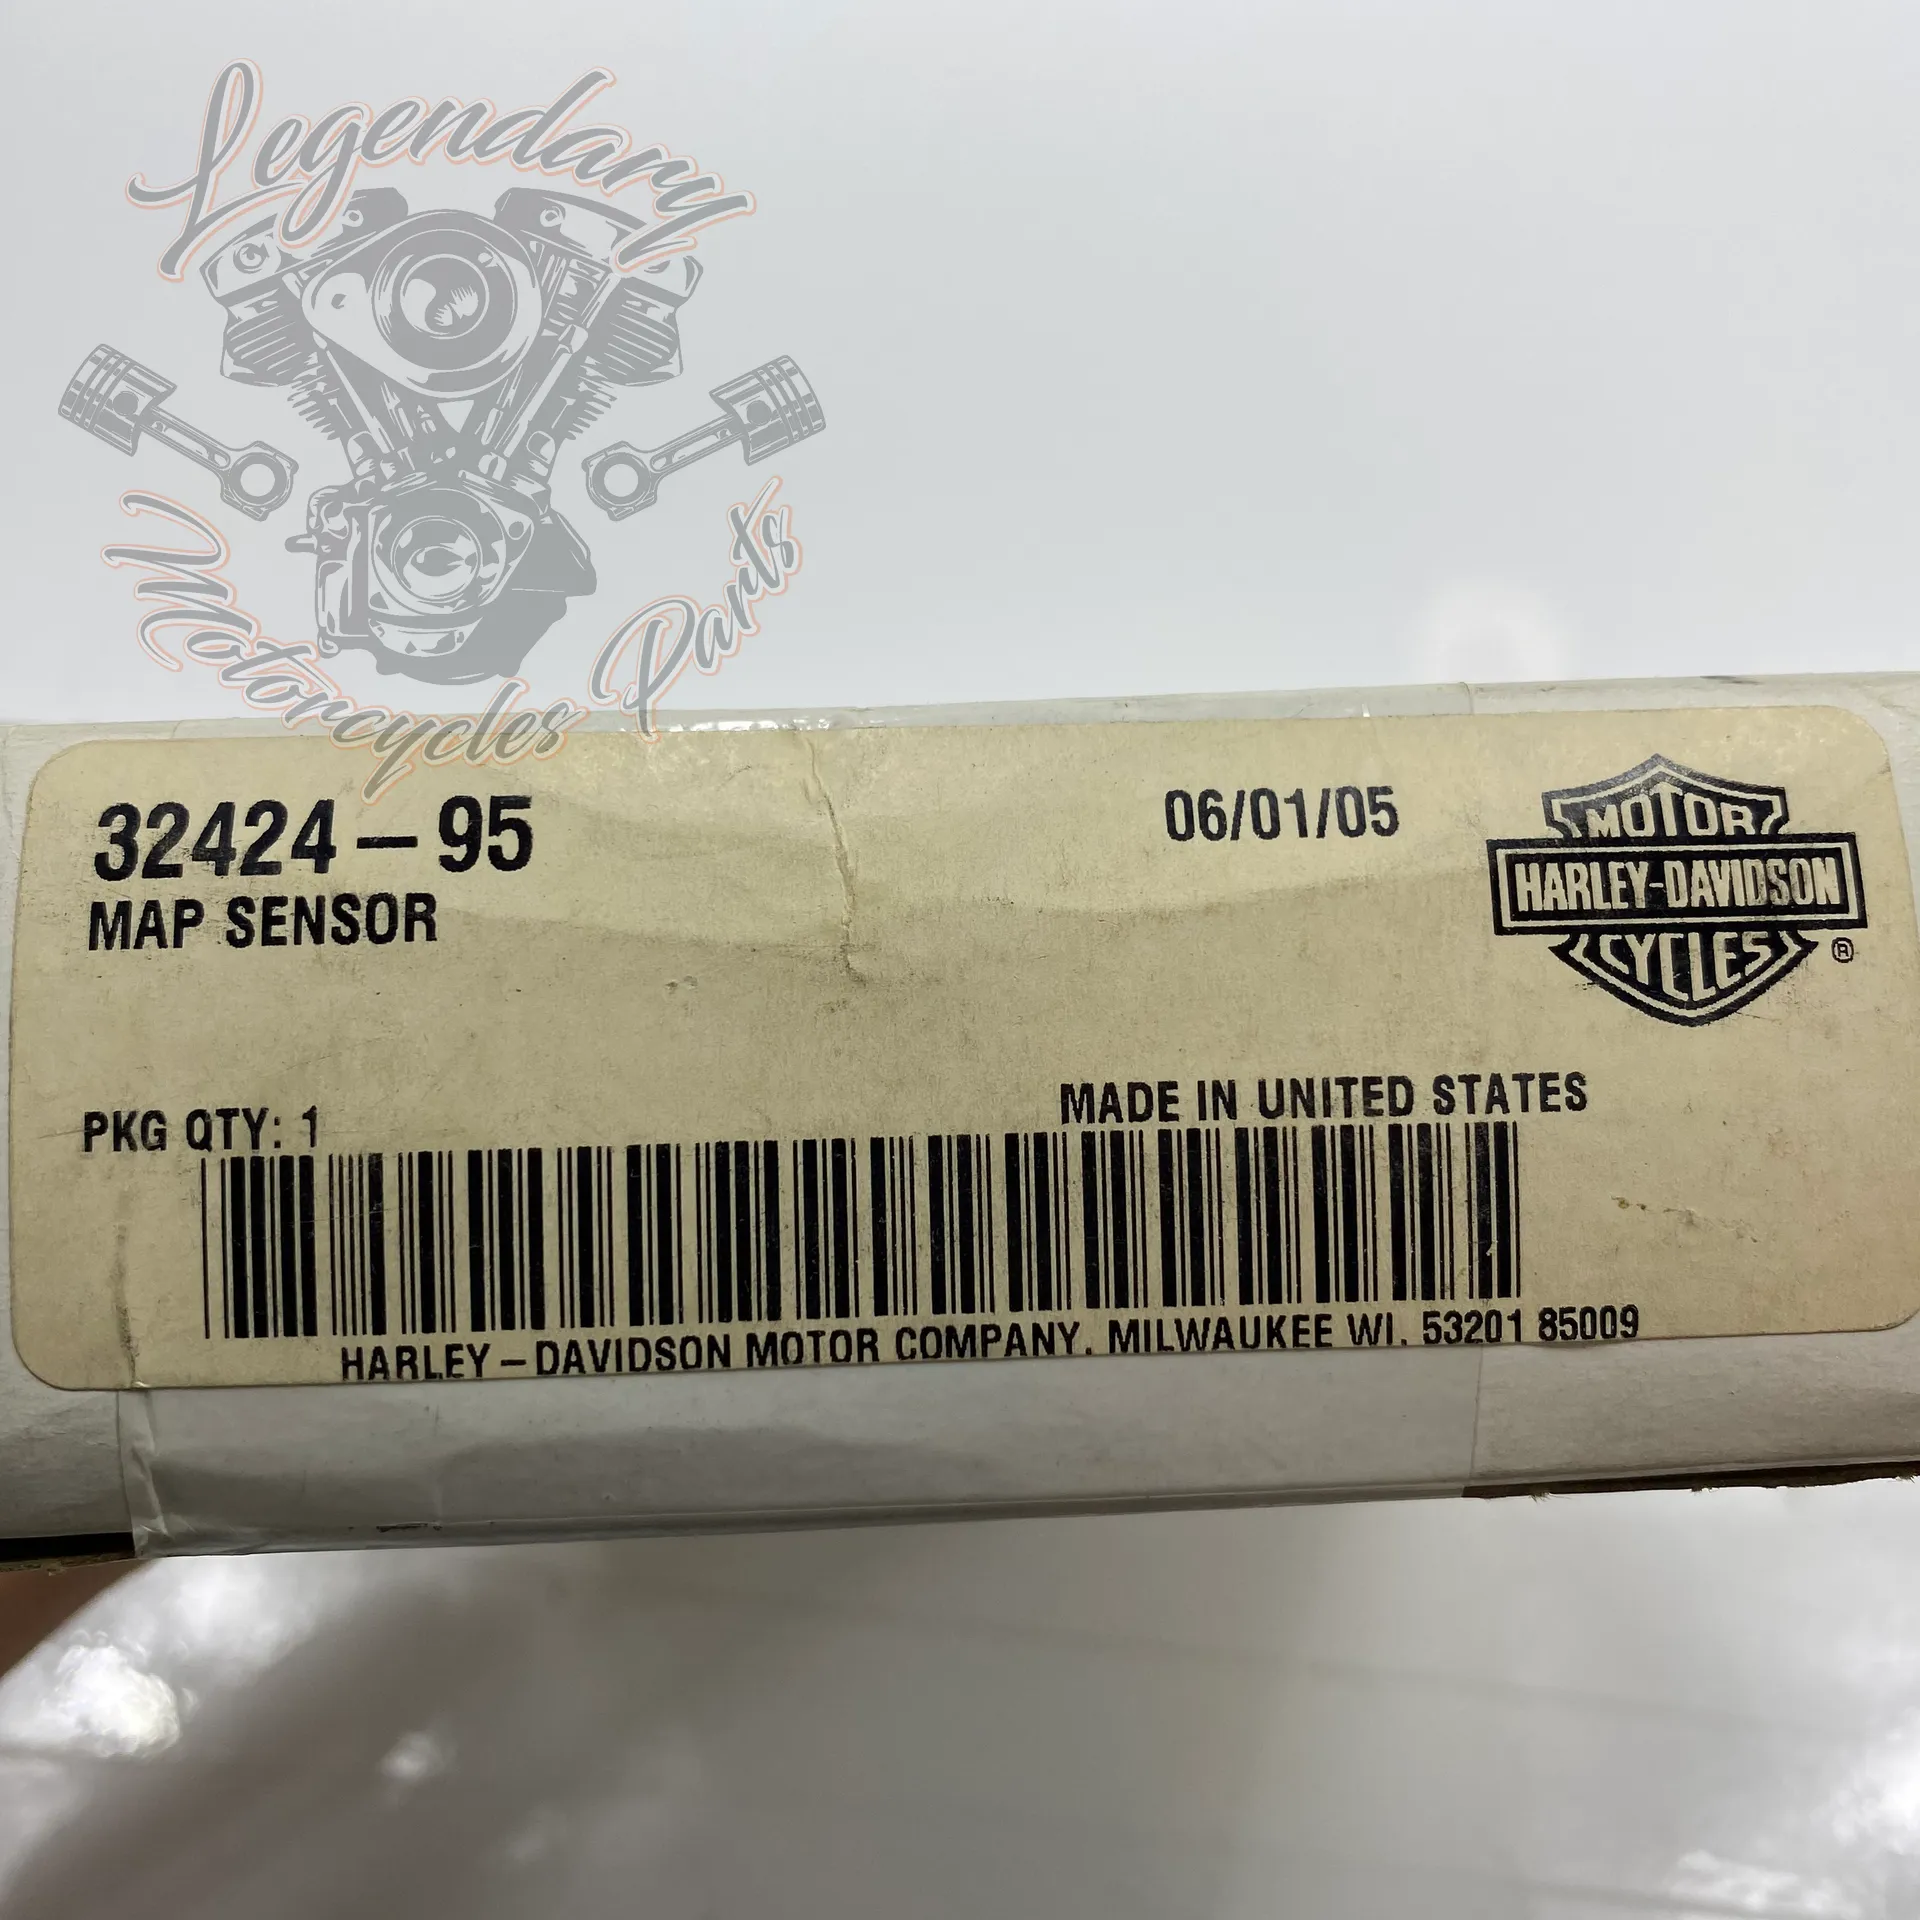 Legendary
Motorcycles Parts
32424-95
06/01/05
MAP SENSOR
MOTOR
HARLEY-DAVIDSON
CYCLES
®
MADE IN UNITED STATES
PKG QTY: 1
HARLEY-DAVIDSON MOTOR COMPANY. MILWAUKEE WI. 53201 85009